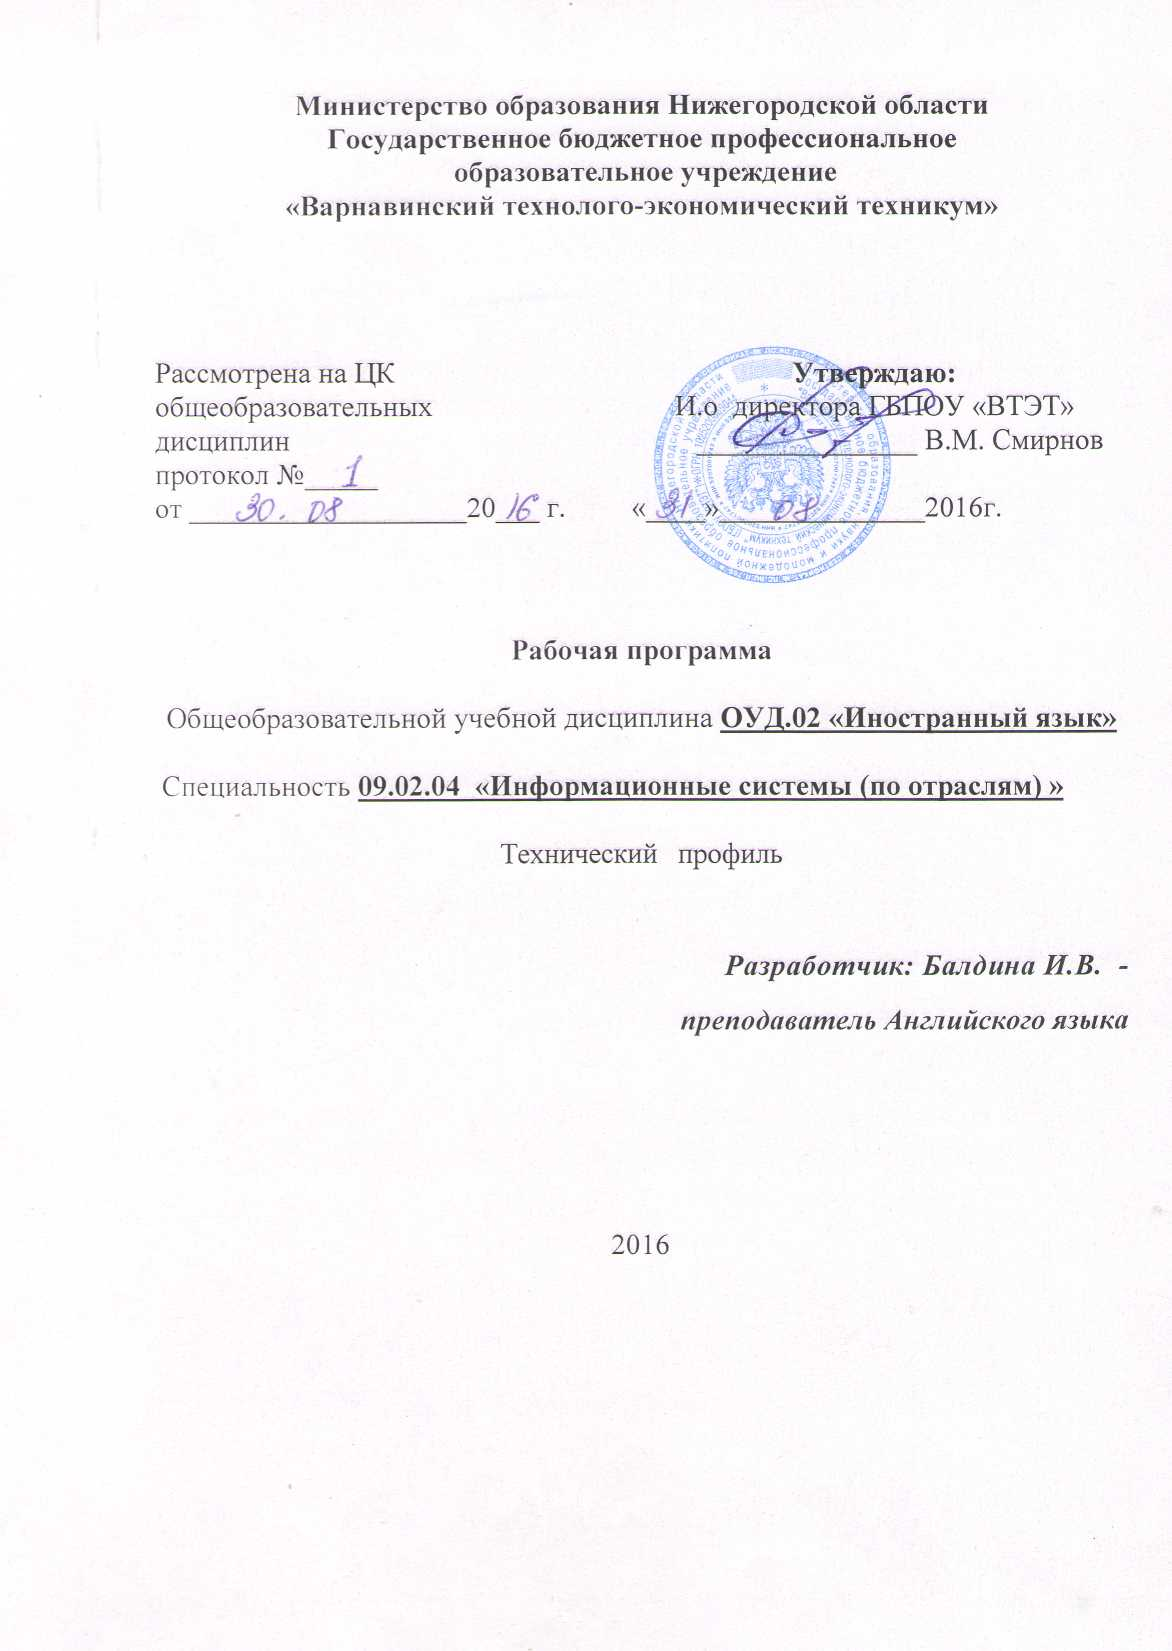 Министерство образования Нижегородской области
Государственное бюджетное профессиональное
образовательное учреждение
«Варнавинский технолого-экономический техникум»
Рассмотрена на ЦК
общеобразовательных
дисциплин
протокол № 1
от 30. 08 2016 г.
Утверждаю:
И.о директора ГБПОУ «ВТЭТ»
В.М. Смирнов
«31» 08 2016г.
Рабочая программа
Общеобразовательной учебной дисциплина ОУД.02 «Иностранный язык»
Специальность 09.02.04 «Информационные системы (по отраслям) »
Технический профиль
Разработчик: Балдина И.В. -
преподаватель Английского языка
2016